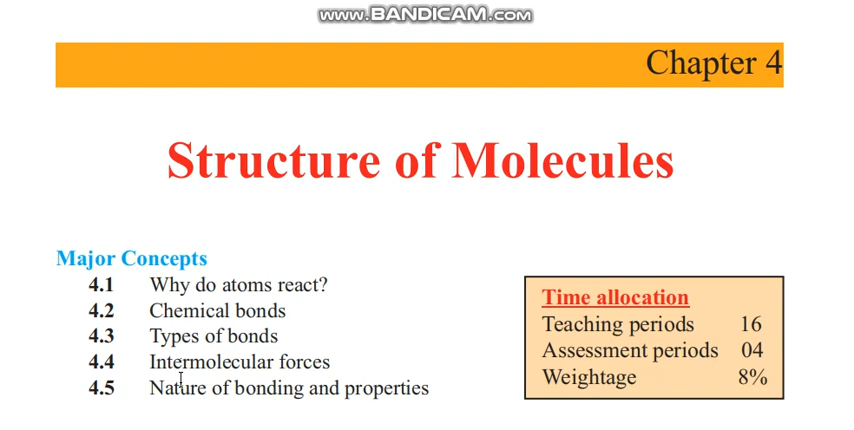 www.BANDICAM.com
Chapter 4
Structure of Molecules
Major Concepts
4.1 Why do atoms react?
4.2 Chemical bonds
4.3 Types of bonds
4.4 Intermolecular forces
4.5 Nature of bonding and properties
Time allocation
Teaching periods 16
Assessment periods 04
Weightage 8%